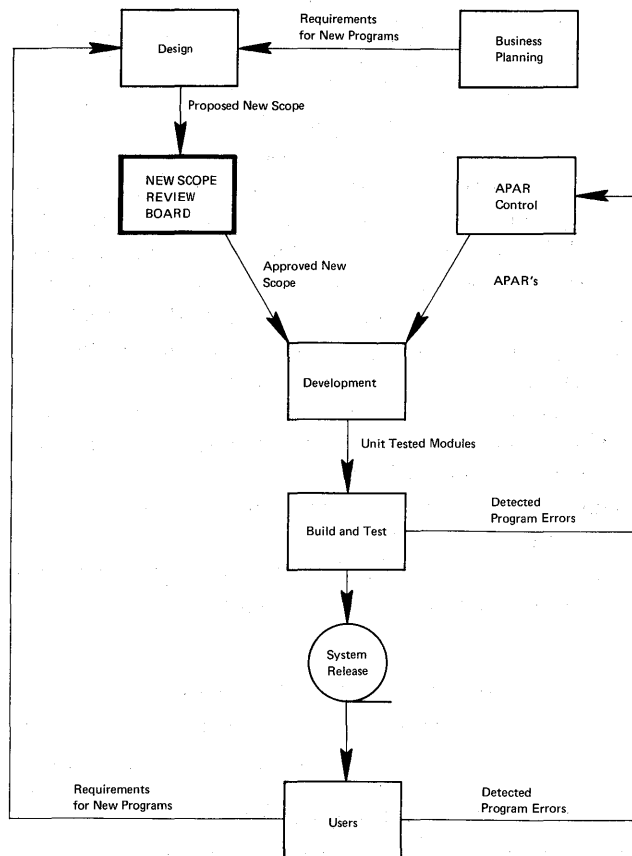 Requirements
for New Programs
Design
Business
Planning
Proposed New Scope
NEW SCOPE
REVIEW
BOARD
APAR
Control
Approved New
Scope
APAR's
Development
Unit Tested Modules
Build and Test
Detected
Program Errors
System
Release
Requirements
for New Programs
Users
Detected
Program Errors